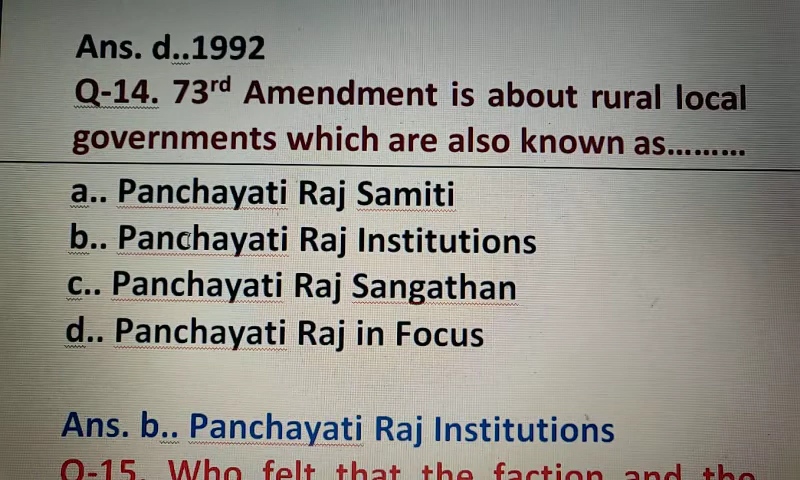 Ans. d..1992
Q-14. 73rd Amendment is about rural local
governments which are also known as.........
a.. Panchayati Raj Samiti
b.. Panchayati Raj Institutions
c.. Panchayati Raj Sangathan
d.. Panchayati Raj in Focus
Ans. b.. Panchayati Raj Institutions
Q-15. Who felt that the faction and the